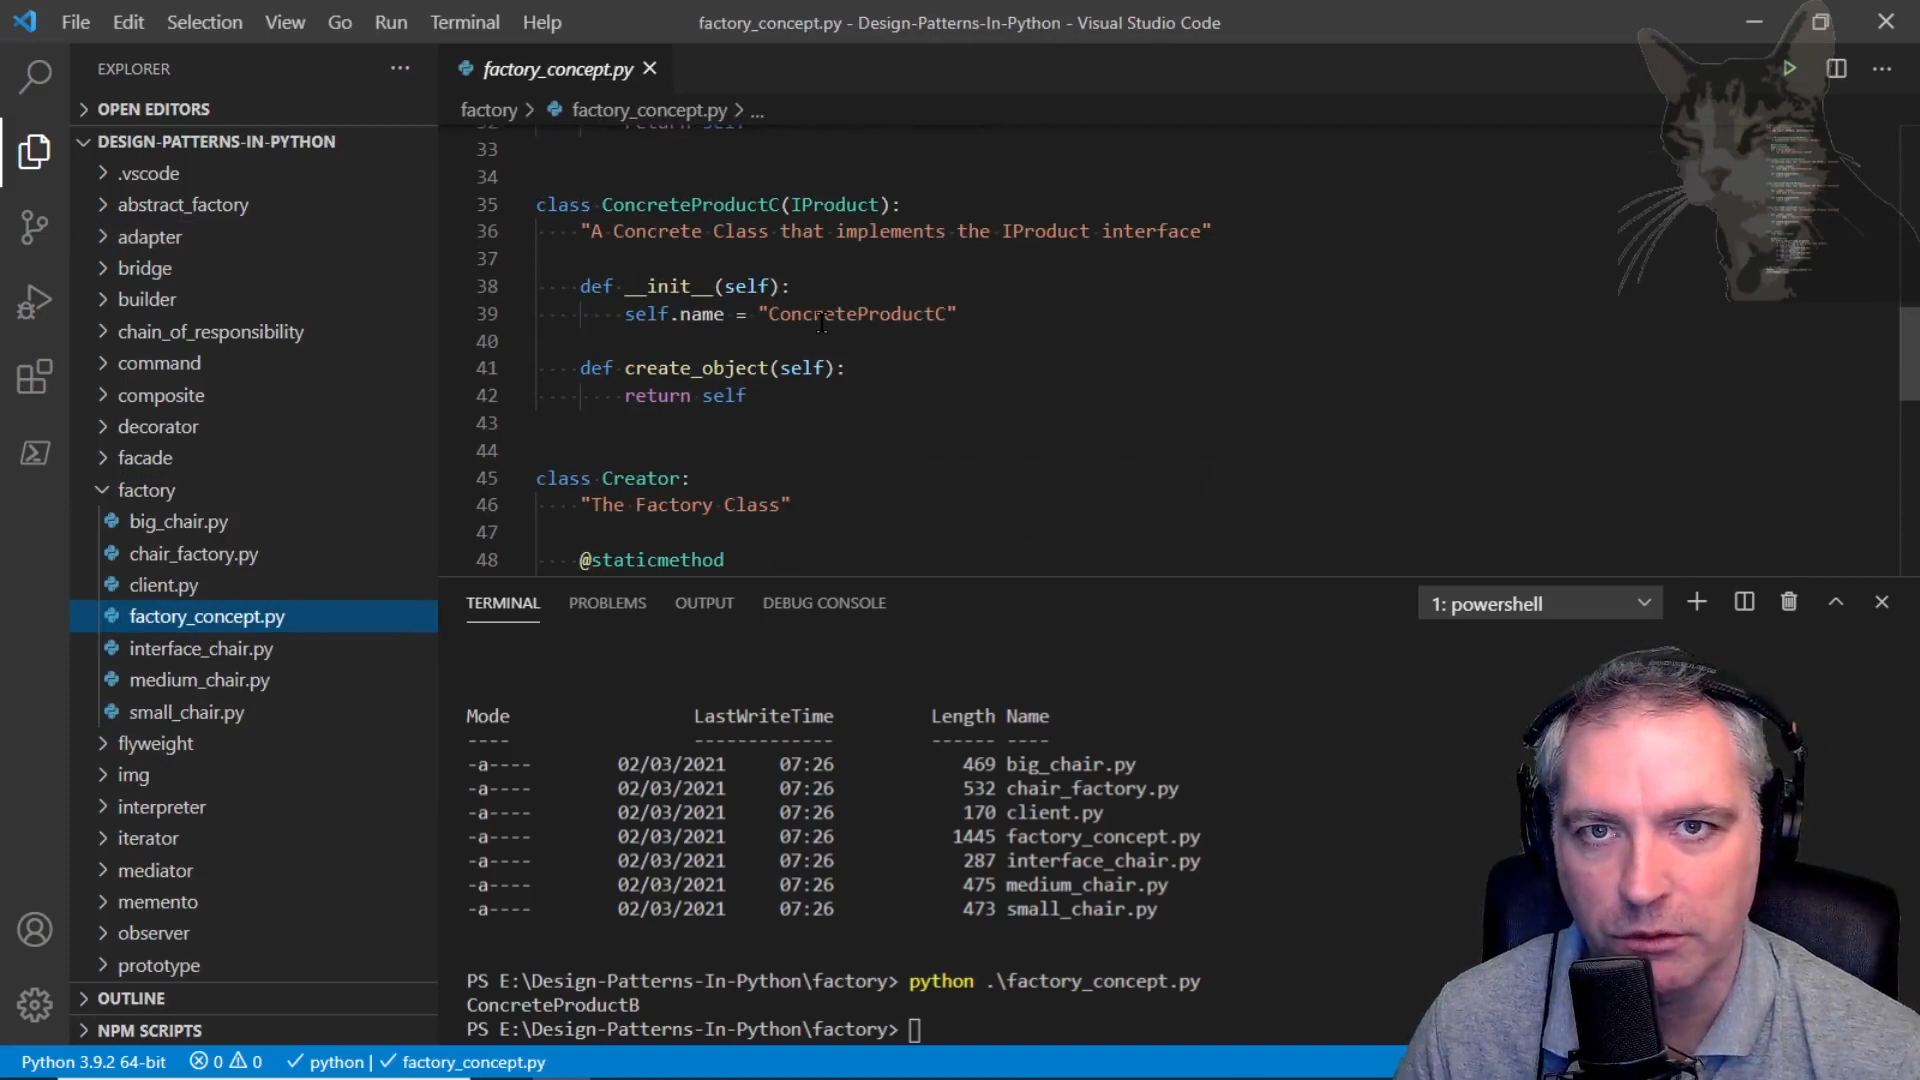 File Edit Selection View Go Run Terminal Help
factory_concept.py - Design-Patterns-In-Python - Visual Studio Code
EXPLORER
OPEN EDITORS
DESIGN-PATTERNS-IN-PYTHON
.vscode
abstract_factory
adapter
bridge
builder
chain_of_responsibility
command
composite
decorator
facade
factory
big_chair.py
chair_factory.py
client.py
factory_concept.py
interface_chair.py
medium_chair.py
small_chair.py
flyweight
img
interpreter
iterator
mediator
memento
observer
prototype
OUTLINE
NPM SCRIPTS
factory_concept.py
factory > factory_concept.py > ...
32 return self
33
34
35 class ConcreteProductC(IProduct):
36 "A Concrete Class that implements the IProduct interface"
37
38 def __init__(self):
39 self.name = "ConcreteProductC"
40
41 def create_object(self):
42 return self
43
44
45 class Creator:
46 "The Factory Class"
47
48 @staticmethod
TERMINAL PROBLEMS OUTPUT DEBUG CONSOLE
1: powershell
Mode LastWriteTime Length Name
---- ------------- ------ ----
-a---- 02/03/2021 07:26 469 big_chair.py
-a---- 02/03/2021 07:26 532 chair_factory.py
-a---- 02/03/2021 07:26 170 client.py
-a---- 02/03/2021 07:26 1445 factory_concept.py
-a---- 02/03/2021 07:26 287 interface_chair.py
-a---- 02/03/2021 07:26 475 medium_chair.py
-a---- 02/03/2021 07:26 473 small_chair.py
PS E:\Design-Patterns-In-Python\factory> python .\factory_concept.py
ConcreteProductB
PS E:\Design-Patterns-In-Python\factory>
Python 3.9.2 64-bit 0 0 python | factory_concept.py